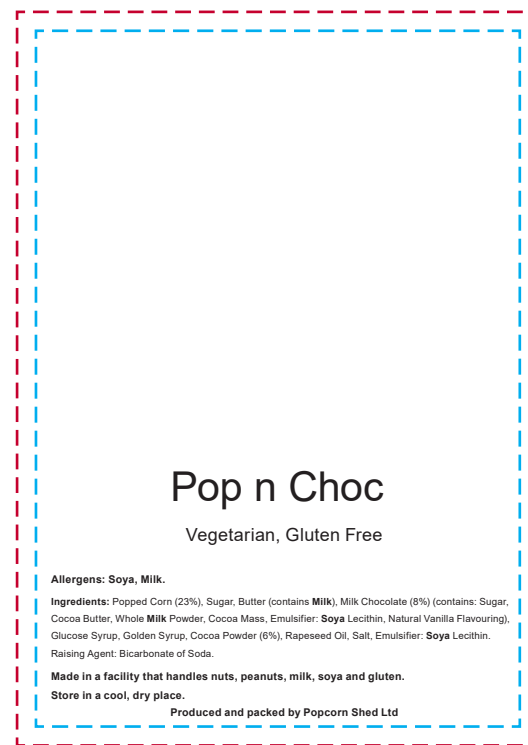 Pop n Choc
Vegetarian, Gluten Free
Allergens: Soya, Milk.
Ingredients: Popped Corn (23%), Sugar, Butter (contains Milk), Milk Chocolate (8%) (contains: Sugar,
Cocoa Butter, Whole Milk Powder, Cocoa Mass, Emulsifier: Soya Lecithin, Natural Vanilla Flavouring),
Glucose Syrup, Golden Syrup, Cocoa Powder (6%), Rapeseed Oil, Salt, Emulsifier: Soya Lecithin.
Raising Agent: Bicarbonate of Soda.
Made in a facility that handles nuts, peanuts, milk, soya and gluten.
Store in a cool, dry place.
Produced and packed by Popcorn Shed Ltd